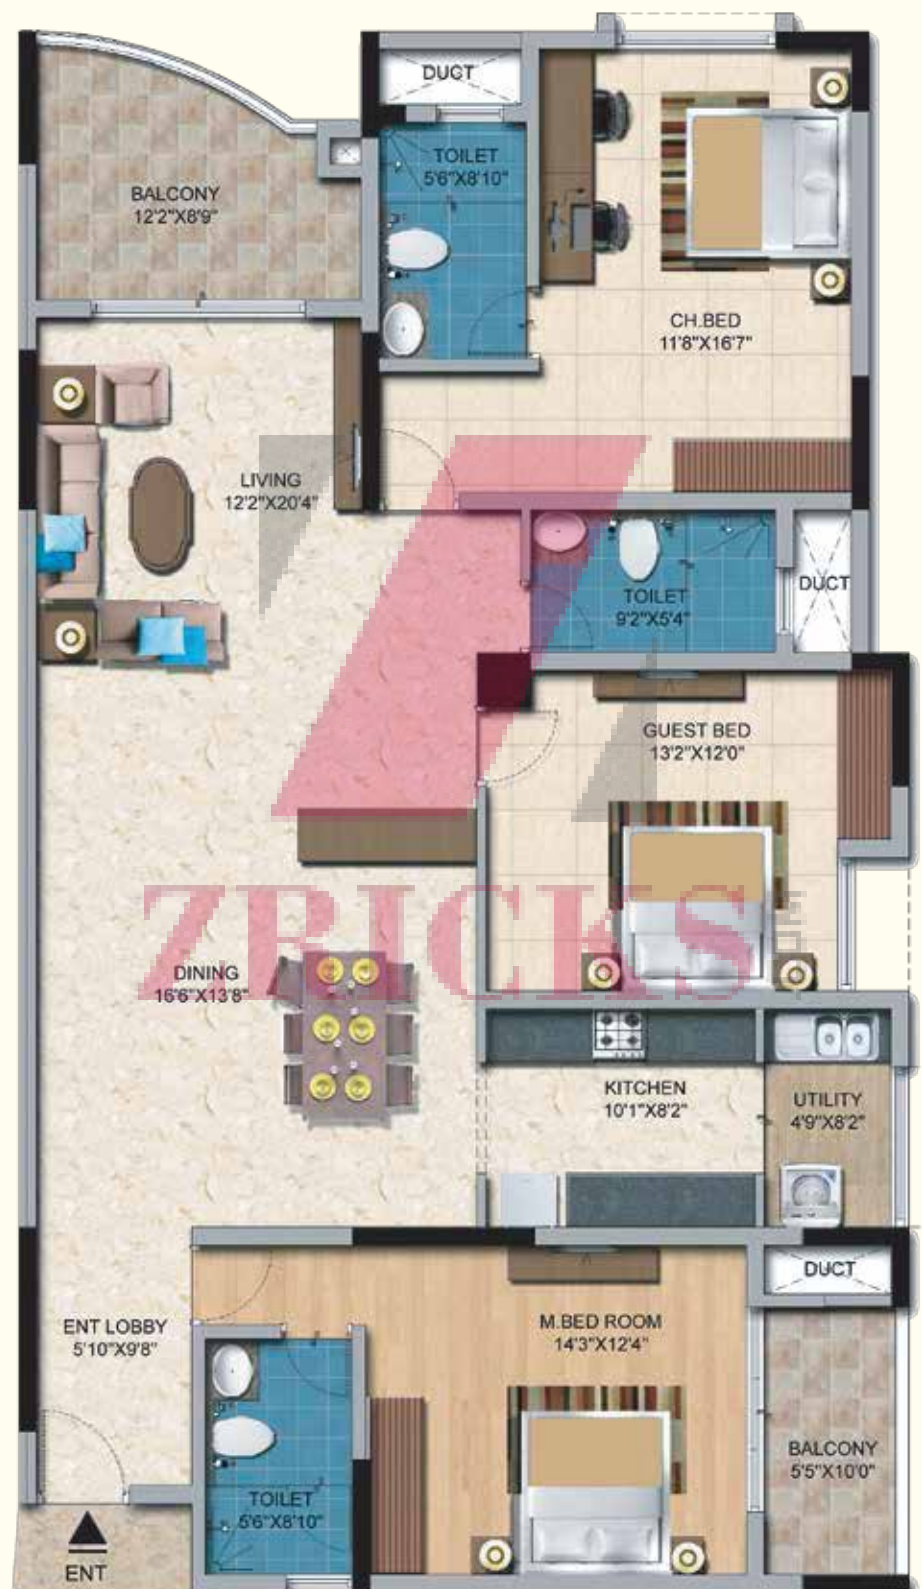 DUCT
TOILET
5'6"X8'10"
BALCONY
12'2"X8'9"
CH.BED
11'8"X16'7"
LIVING
12'2"X20'4"
TOILET
9'2"X5'4"
DUCT
GUEST BED
13'2"X12'0"
ZRICKS
DINING
16'6"X13'8"
KITCHEN
10'1"X8'2"
UTILITY
4'9"X8'2"
DUCT
ENT LOBBY
5'10"X9'8"
M.BED ROOM
14'3"X12'4"
BALCONY
5'5"X10'0"
TOILET
5'6"X8'10"
ENT